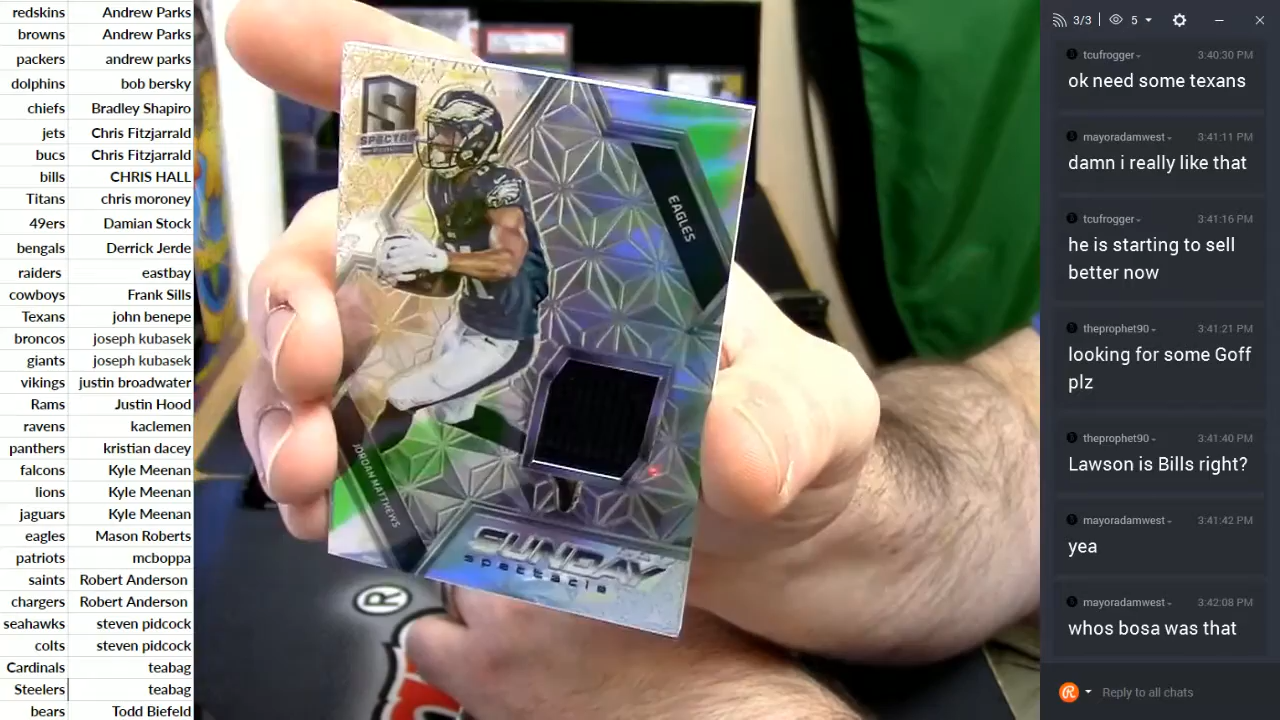 redskins Andrew Parks
browns Andrew Parks
packers andrew parks
dolphins bob bersky
chiefs Bradley Shapiro
jets Chris Fitzjarrald
bucs Chris Fitzjarrald
bills CHRIS HALL
Titans chris moroney
49ers Damian Stock
bengals Derrick Jerde
raiders eastbay
cowboys Frank Sills
Texans john benepe
broncos joseph kubasek
giants joseph kubasek
vikings justin broadwater
Rams Justin Hood
ravens kaclemen
panthers kristian dacey
falcons Kyle Meenan
lions Kyle Meenan
jaguars Kyle Meenan
eagles Mason Roberts
patriots mcboppa
saints Robert Anderson
chargers Robert Anderson
seahawks steven pidcock
colts steven pidcock
Cardinals teabag
Steelers teabag
bears Todd Biefeld
S
SPECTRA
EAGLES
JORDAN MATTHEWS
SUNDAY
spectacle
®
3/3 5
tcufrogger 3:40:30 PM
ok need some texans
mayoradamwest 3:41:11 PM
damn i really like that
tcufrogger 3:41:16 PM
he is starting to sell
better now
theprophet90 3:41:21 PM
looking for some Goff
plz
theprophet90 3:41:40 PM
Lawson is Bills right?
mayoradamwest 3:41:42 PM
yea
mayoradamwest 3:42:08 PM
whos bosa was that
Reply to all chats